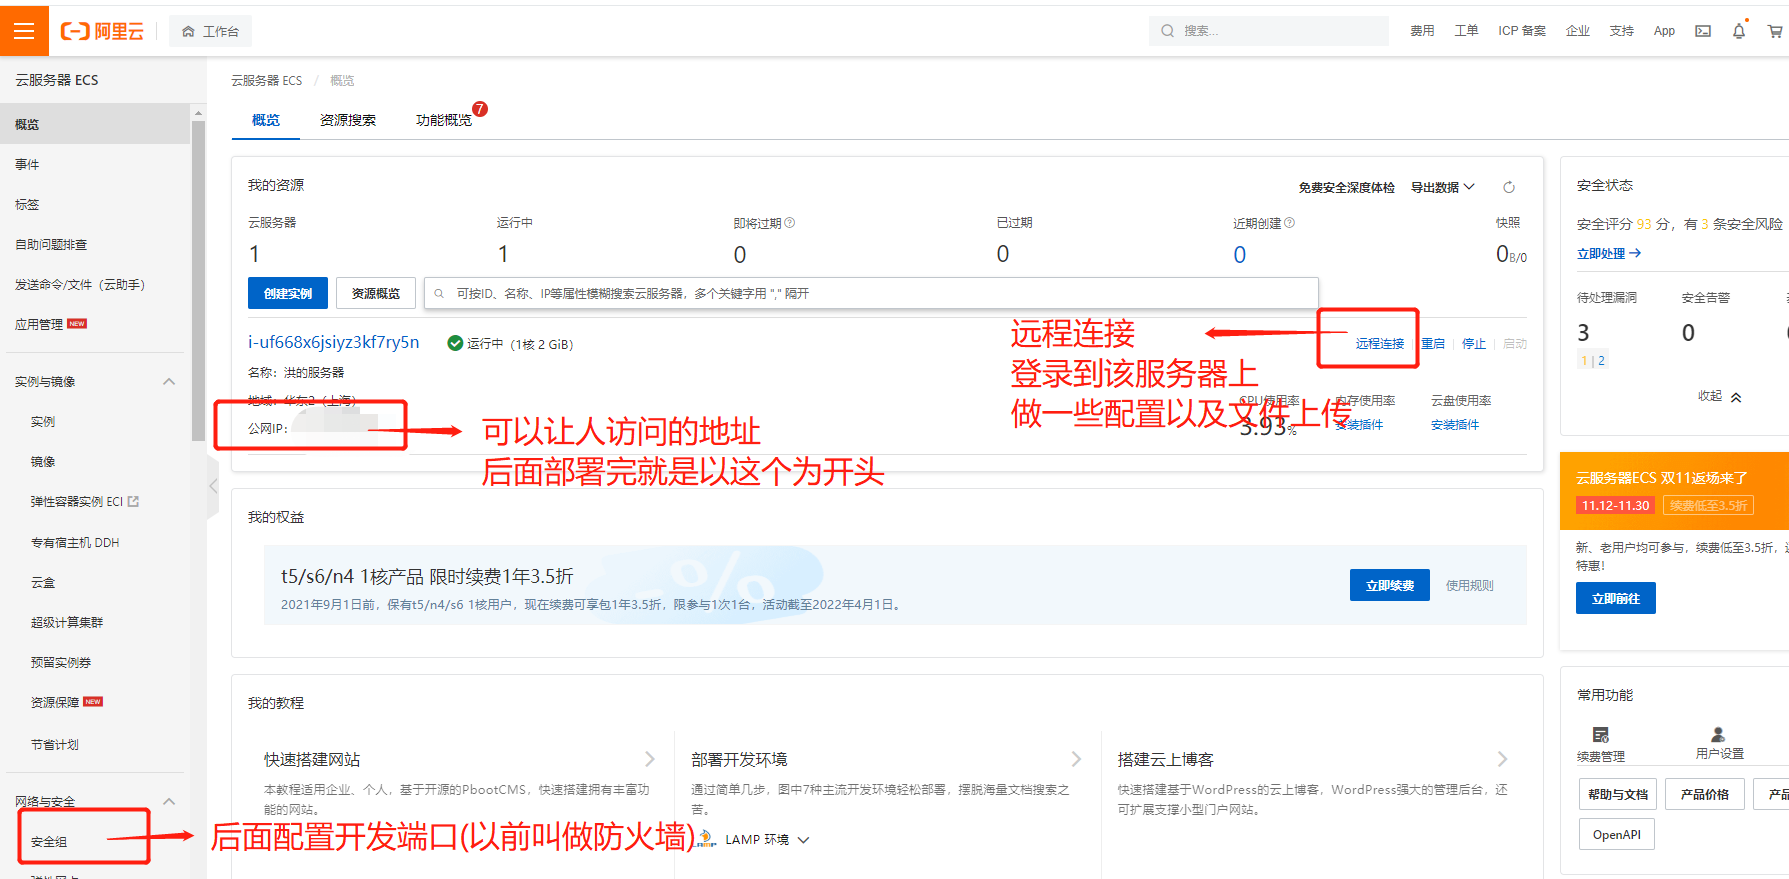 阿里云
工作台
搜索...
费用
工单
ICP 备案
企业
支持
App
云服务器 ECS
概览
事件
标签
自助问题排查
发送命令/文件（云助手）
应用管理 NEW
实例与镜像
实例
镜像
弹性容器实例 ECI
专有宿主机 DDH
云盒
超级计算集群
预留实例券
资源保障 NEW
节省计划
网络与安全
安全组
云服务器 ECS / 概览
概览
资源搜索
功能概览 7
我的资源
免费安全深度体检
导出数据
云服务器
运行中
即将过期
已过期
近期创建
快照
1
1
0
0
0
0B/0
创建实例
资源概览
可按ID、名称、IP等属性模糊搜索云服务器，多个关键字用 "," 隔开
i-uf668x6jsiyz3kf7ry5n
运行中（1核 2 GiB）
远程连接
重启
停止
启动
名称：洪的服务器
地域：华东2（上海）
公网IP：
CPU使用率
内存使用率
云盘使用率
3.93%
安装插件
安装插件
远程连接
登录到该服务器上
做一些配置以及文件上传
可以让人访问的地址
后面部署完就是以这个为开头
我的权益
t5/s6/n4 1核产品 限时续费1年3.5折
2021年9月1日前，保有t5/n4/s6 1核用户，现在续费可享包1年3.5折，限参与1次1台，活动截至2022年4月1日。
立即续费
使用规则
我的教程
快速搭建网站
本教程适用企业、个人，基于开源的PbootCMS，快速搭建拥有丰富功
能的网站。
部署开发环境
通过简单几步，图中7种主流开发环境轻松部署，摆脱海量文档搜索之
苦。
LAMP 环境
搭建云上博客
快速搭建基于WordPress的云上博客，WordPress强大的管理后台，还
可扩展支撑小型门户网站。
后面配置开发端口(以前叫做防火墙)
安全状态
安全评分 93 分，有 3 条安全风险
立即处理
待处理漏洞
安全告警
3
0
1 | 2
收起
云服务器ECS 双11返场来了
11.12-11.30
续费低至3.5折
新、老用户均可参与，续费低至3.5折，
特惠！
立即前往
常用功能
续费管理
用户设置
帮助与文档
产品价格
OpenAPI